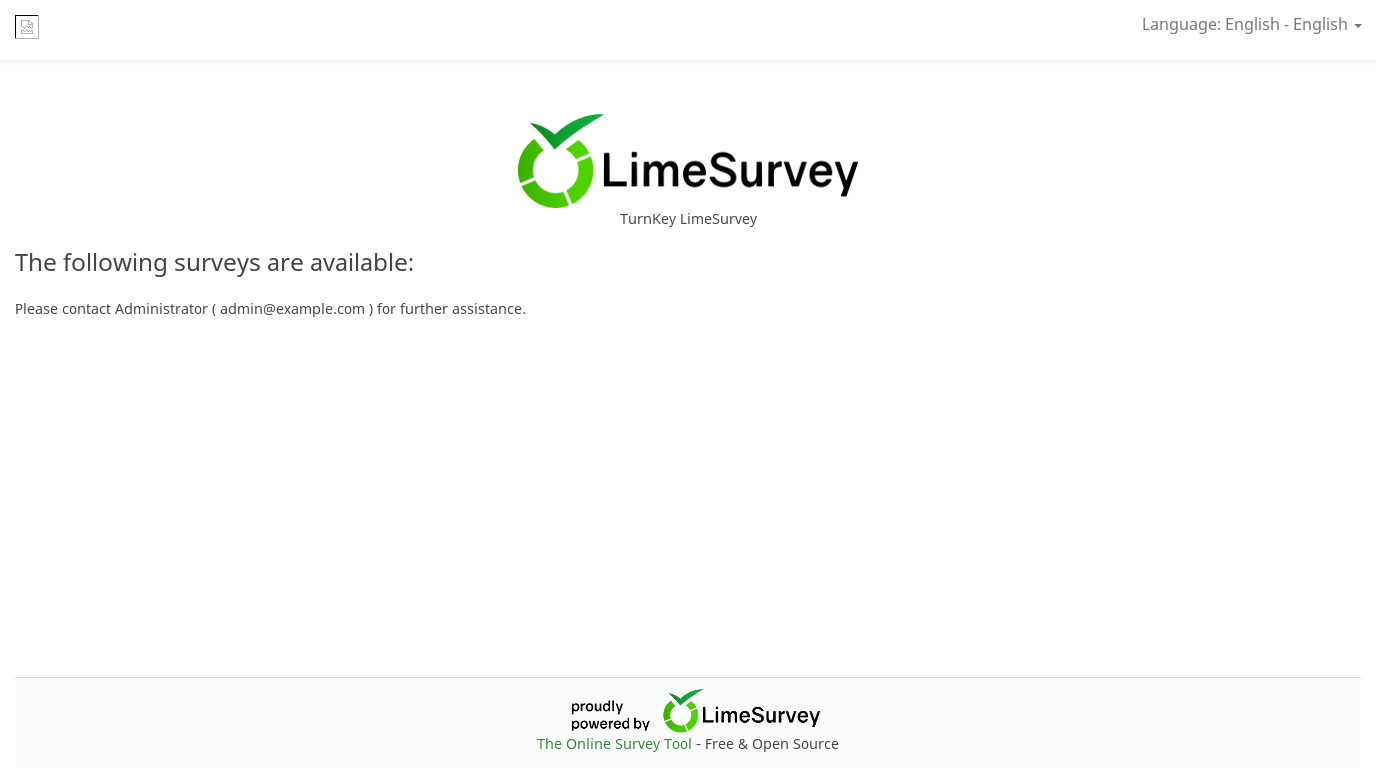 Language: English - English
LimeSurvey
TurnKey LimeSurvey
The following surveys are available:
Please contact Administrator ( admin@example.com ) for further assistance.
proudly
powered by LimeSurvey
The Online Survey Tool - Free & Open Source